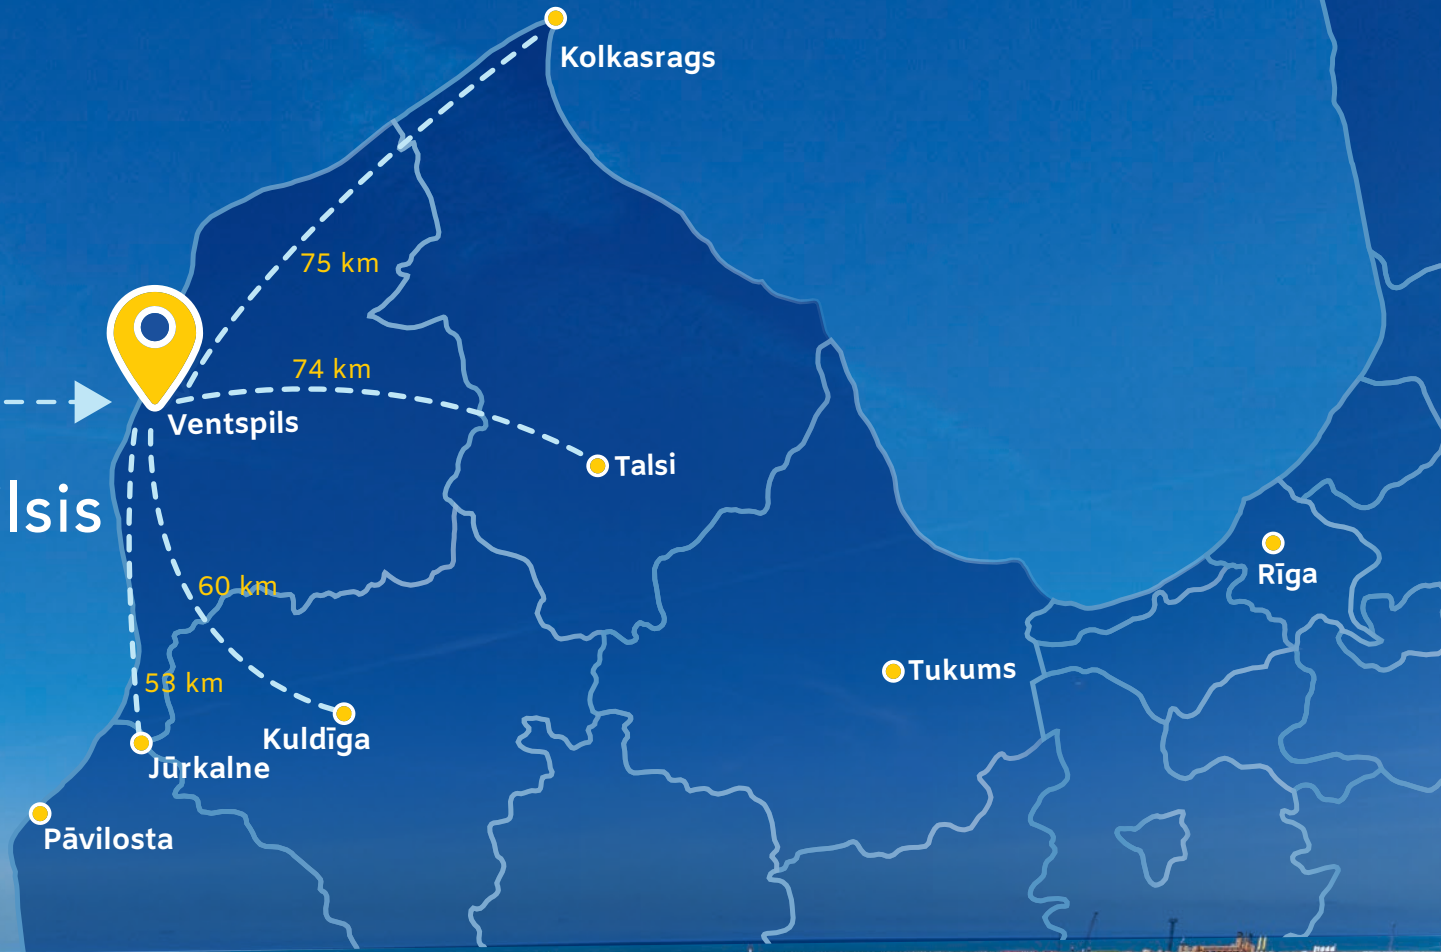 Kolkasrags
75 km
74 km
Ventspils
Talsi
lsis
Rīga
60 km
Tukums
53 km
Kuldīga
Jūrkalne
Pāvilosta